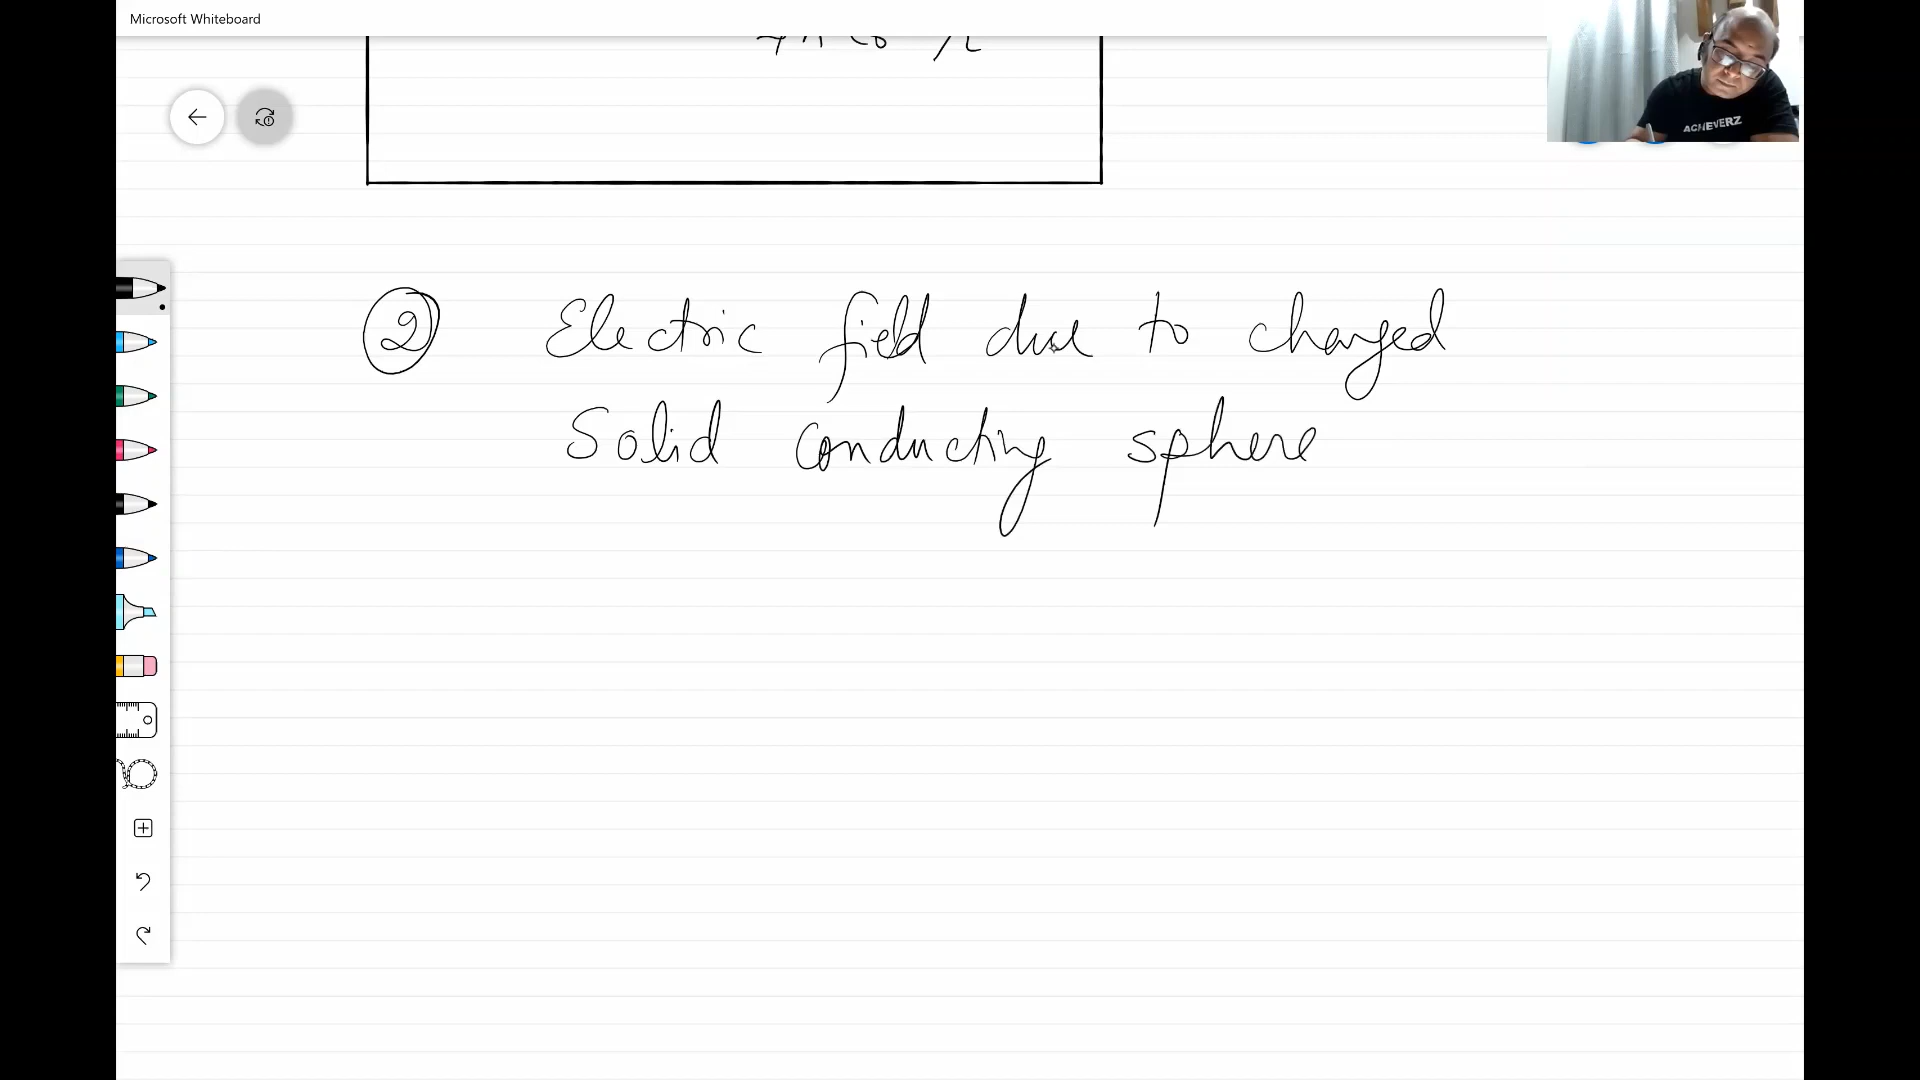 Microsoft Whiteboard
ACHIEVERZ
② Electric field due to charged
Solid conducting sphere